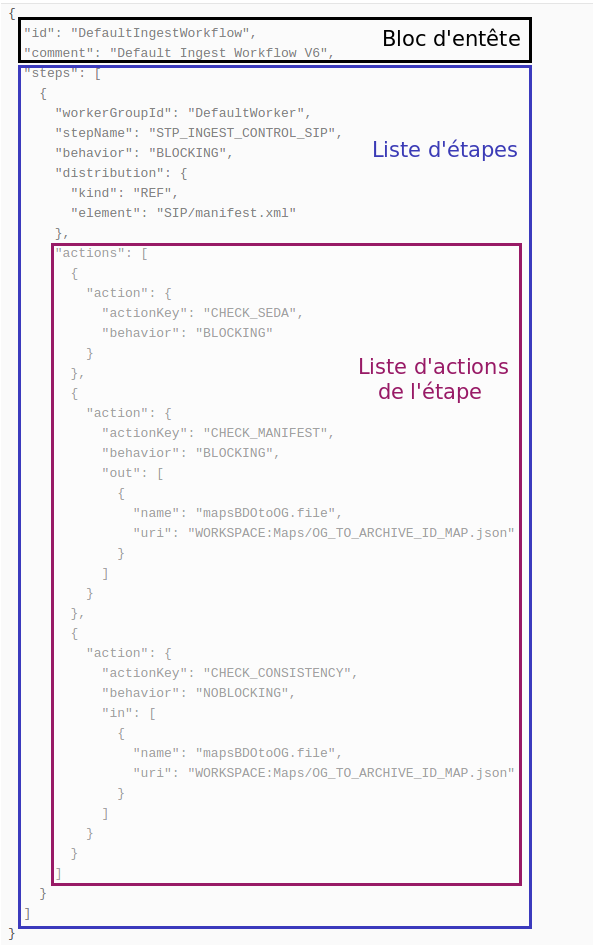 {
  "id": "DefaultIngestWorkflow",
Bloc d'entête
  "comment": "Default Ingest Workflow V6",
  "steps": [
    {
      "workerGroupId": "DefaultWorker",
      "stepName": "STP_INGEST_CONTROL_SIP",
Liste d'étapes
      "behavior": "BLOCKING",
      "distribution": {
        "kind": "REF",
        "element": "SIP/manifest.xml"
      },
      "actions": [
        {
          "action": {
            "actionKey": "CHECK_SEDA",
            "behavior": "BLOCKING"
          }
        },
Liste d'actions
de l'étape
        {
          "action": {
            "actionKey": "CHECK_MANIFEST",
            "behavior": "BLOCKING",
            "out": [
              {
                "name": "mapsBDOtoOG.file",
                "uri": "WORKSPACE:Maps/OG_TO_ARCHIVE_ID_MAP.json"
              }
            ]
          }
        },
        {
          "action": {
            "actionKey": "CHECK_CONSISTENCY",
            "behavior": "NOBLOCKING",
            "in": [
              {
                "name": "mapsBDOtoOG.file",
                "uri": "WORKSPACE:Maps/OG_TO_ARCHIVE_ID_MAP.json"
              }
            ]
          }
        }
      ]
    }
  ]
}